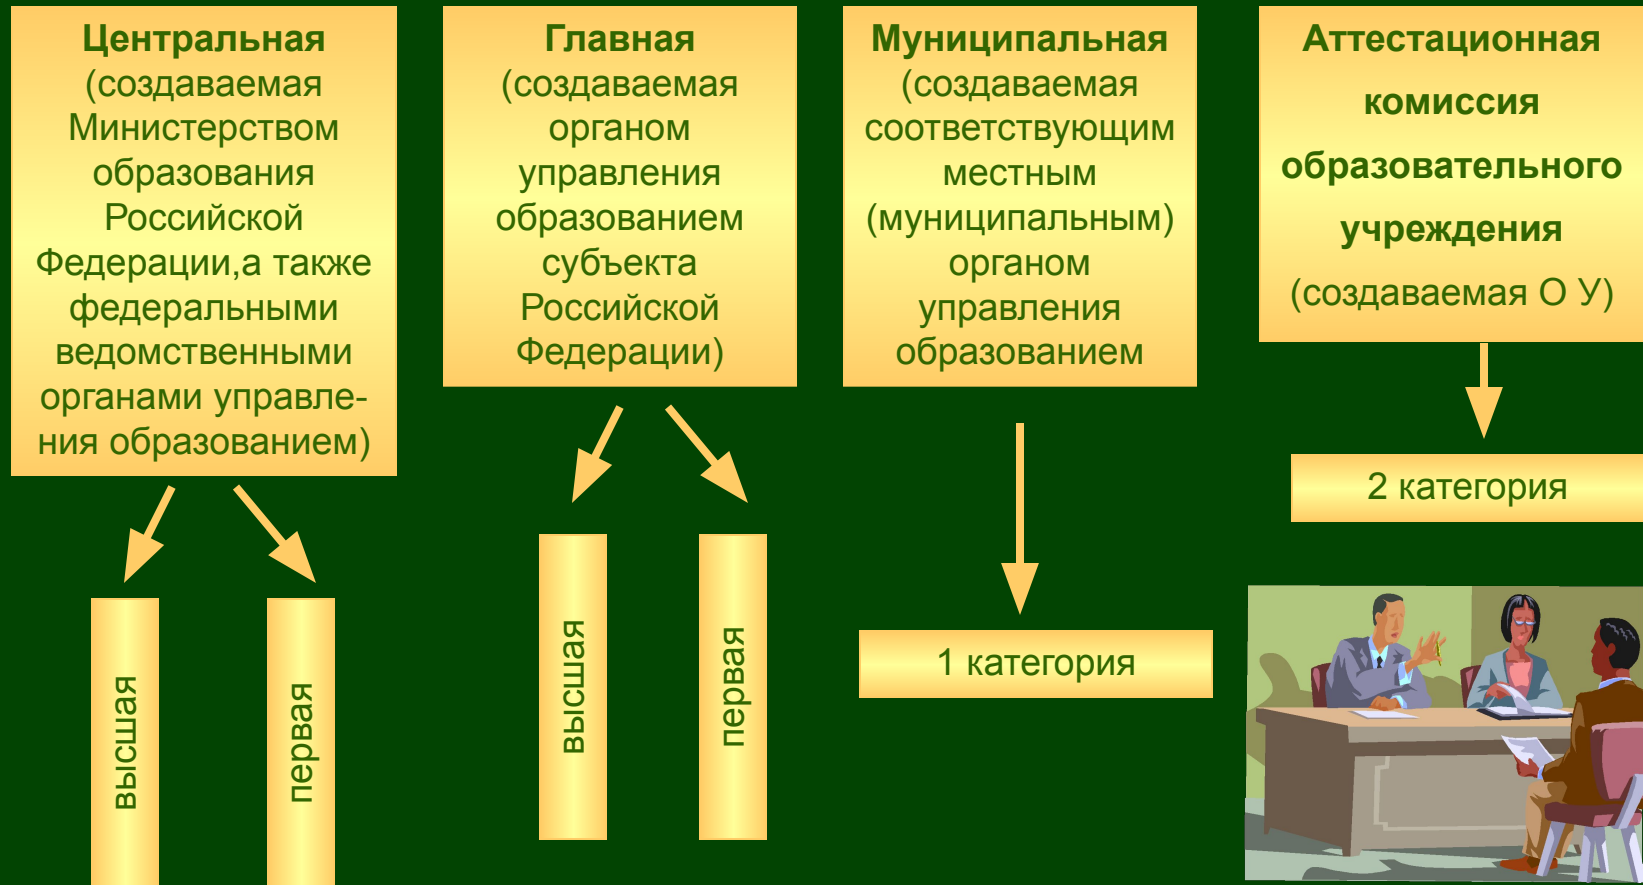 Центральная
(создаваемая
Министерством
образования
Российской
Федерации,а также
федеральными
ведомственными
органами управле-
ния образованием)
высшая
первая
Главная
(создаваемая
органом
управления
образованием
субъекта
Российской
Федерации)
высшая
первая
Муниципальная
(создаваемая
соответствующим
местным
(муниципальным)
органом
управления
образованием
1 категория
Аттестационная
комиссия
образовательного
учреждения
(создаваемая О У)
2 категория